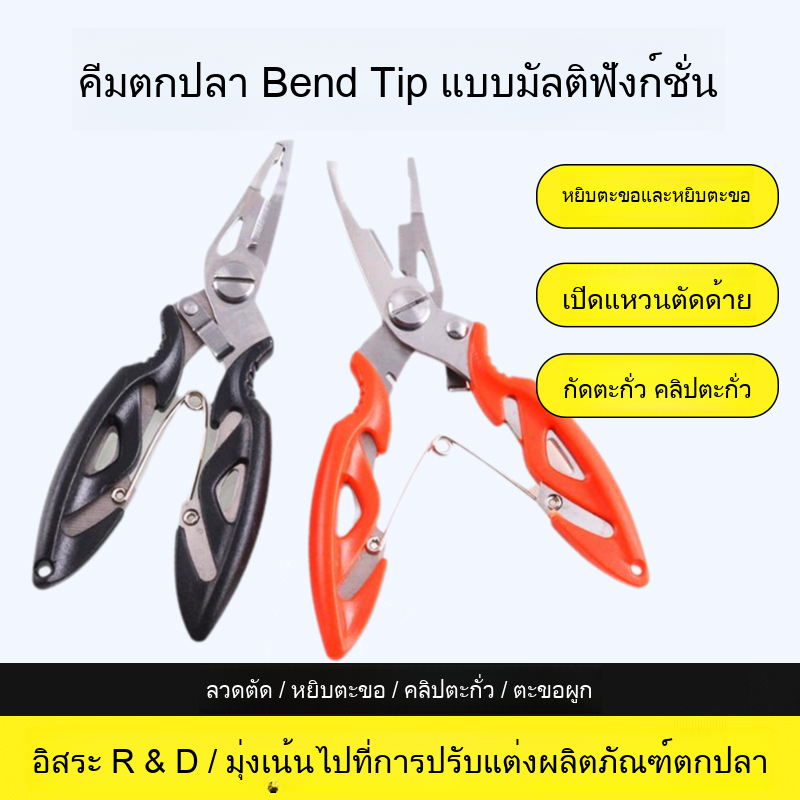 คีมตกปลา Bend Tip แบบมัลติฟังก์ชั่น
หยิบตะขอและหยิบตะขอ
เปิดแหวนตัดด้าย
กัดตะกั่ว คลิปตะกั่ว
ลวดตัด / หยิบตะขอ / คลิปตะกั่ว / ตะขอผูก
อิสระ R & D / มุ่งเน้นไปที่การปรับแต่งผลิตภัณฑ์ตกปลา